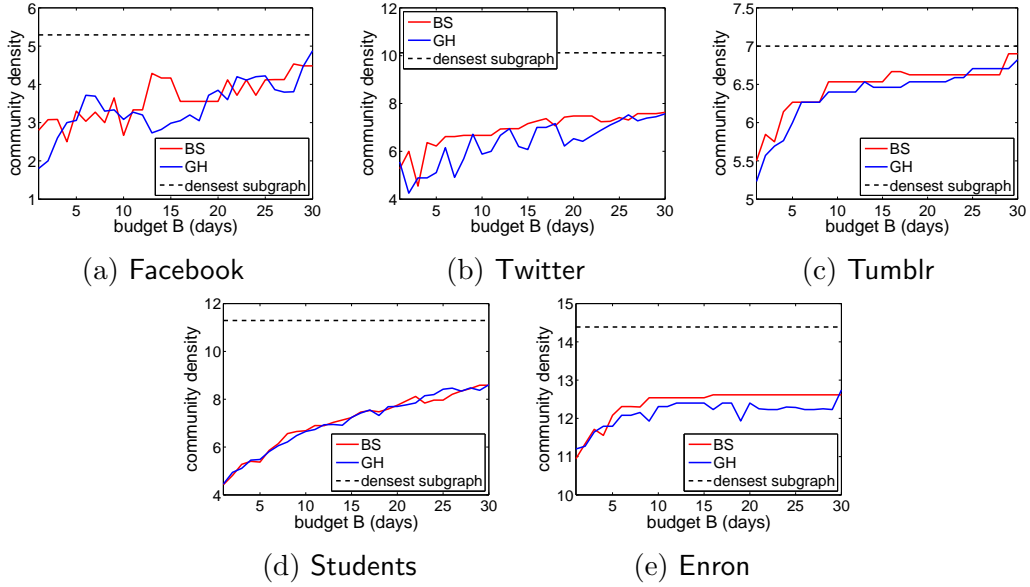 6
5
4
3
2
1
community density
BS
GH
densest subgraph
5 10 15 20 25 30
budget B (days)
(a) Facebook
12
10
8
6
4
community density
BS
GH
densest subgraph
5 10 15 20 25 30
budget B (days)
(b) Twitter
7.5
7
6.5
6
5.5
5
community density
BS
GH
densest subgraph
5 10 15 20 25 30
budget B (days)
(c) Tumblr
12
10
8
6
4
community density
BS
GH
densest subgraph
5 10 15 20 25 30
budget B (days)
(d) Students
15
14
13
12
11
10
community density
BS
GH
densest subgraph
5 10 15 20 25 30
budget B (days)
(e) Enron